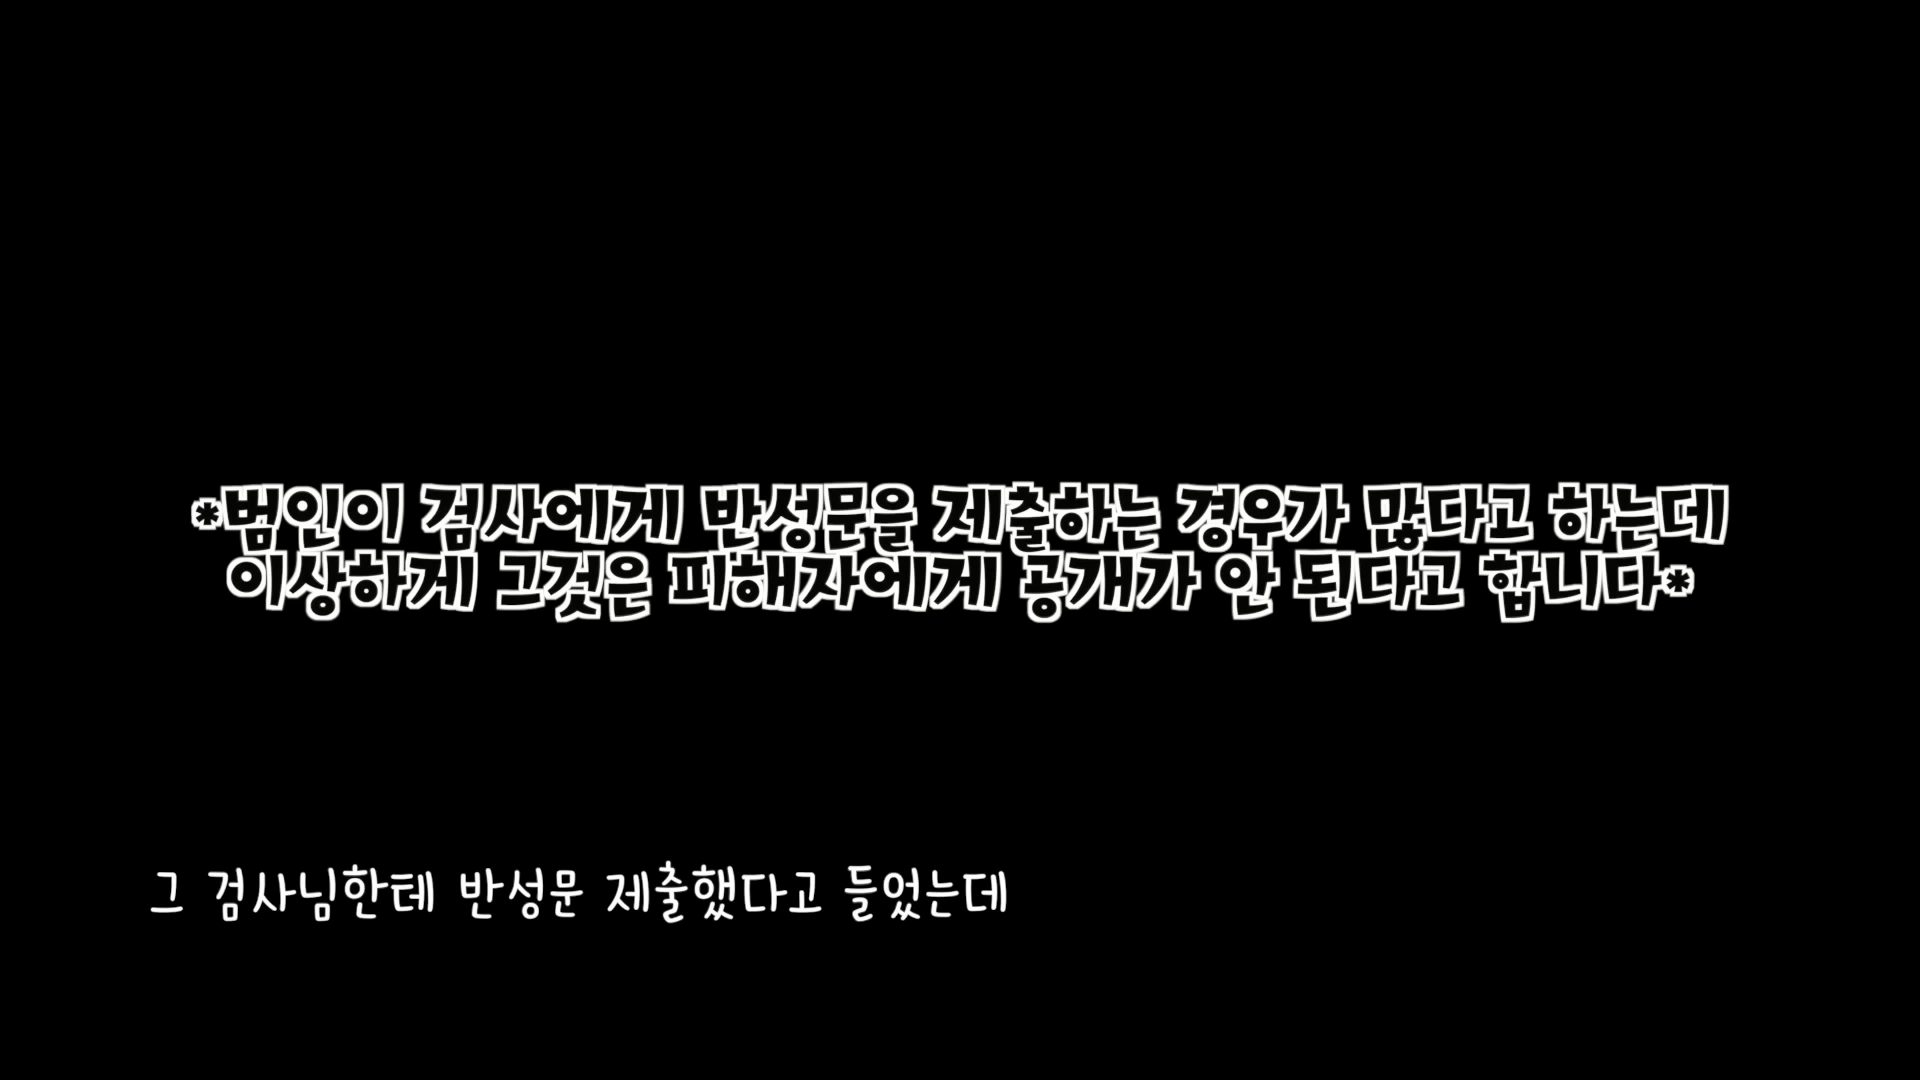 *범인이 검사에게 반성문을 제출하는 경우가 많다고 하는데
이상하게 그것은 피해자에게 공개가 안 된다고 합니다*
그 검사님한테 반성문 제출했다고 들었는데